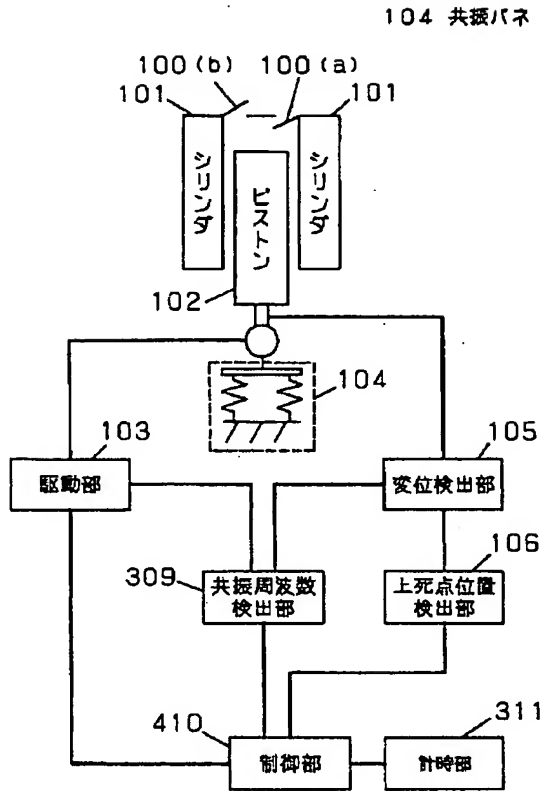 104 共振バネ
100(b) 100(a)
101 101
シリンダ ピストン シリンダ
102
104
103 105
駆動部 変位検出部
106
309 共振周波数 上死点位置
検出部 検出部
410 311
制御部 計時部